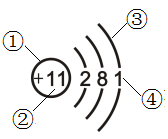 ③
①
+11 2 8 1
② ④